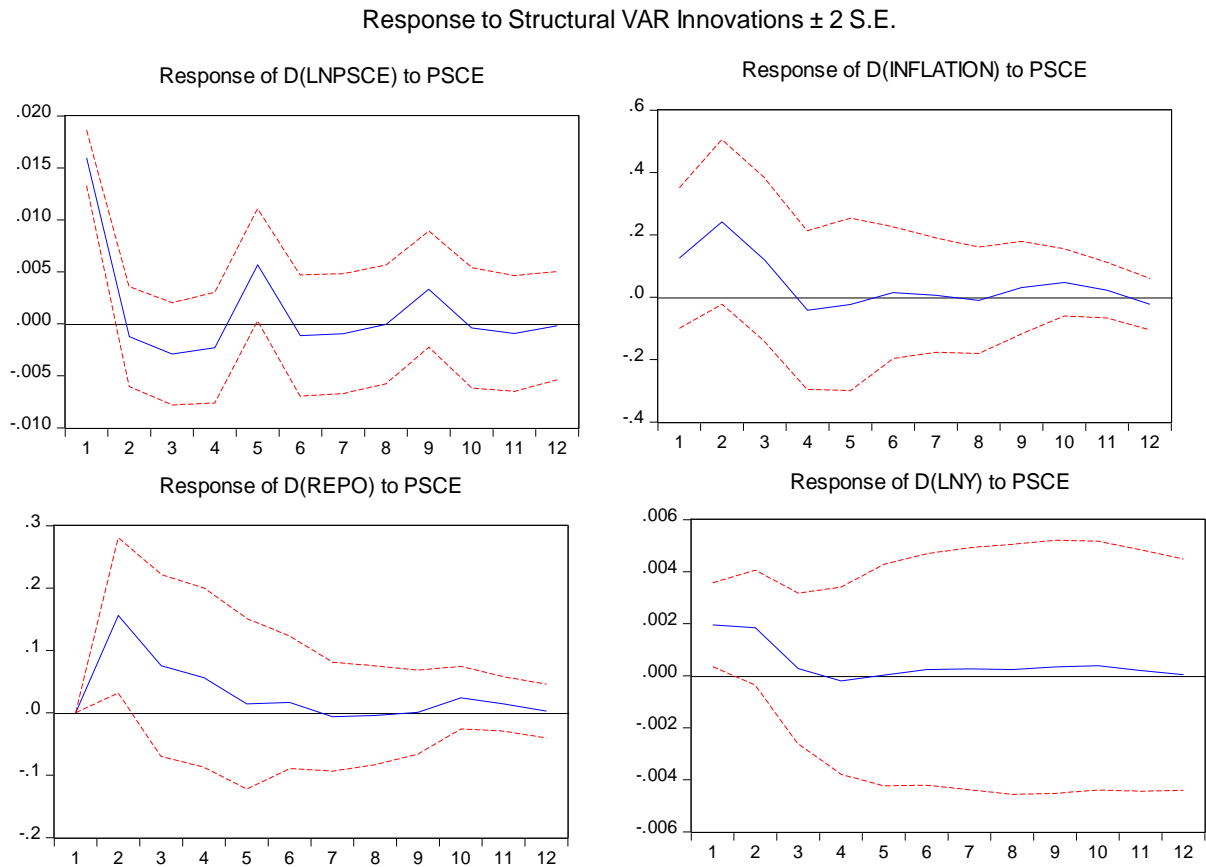 Response to Structural VAR Innovations ± 2 S.E.
Response of D(LNPSCE) to PSCE
.020
.015
.010
.005
.000
-.005
-.010
1 2 3 4 5 6 7 8 9 10 11 12
Response of D(INFLATION) to PSCE
.6
.4
.2
.0
-.2
-.4
1 2 3 4 5 6 7 8 9 10 11 12
Response of D(REPO) to PSCE
.3
.2
.1
.0
-.1
-.2
1 2 3 4 5 6 7 8 9 10 11 12
Response of D(LNY) to PSCE
.006
.004
.002
.000
-.002
-.004
-.006
1 2 3 4 5 6 7 8 9 10 11 12